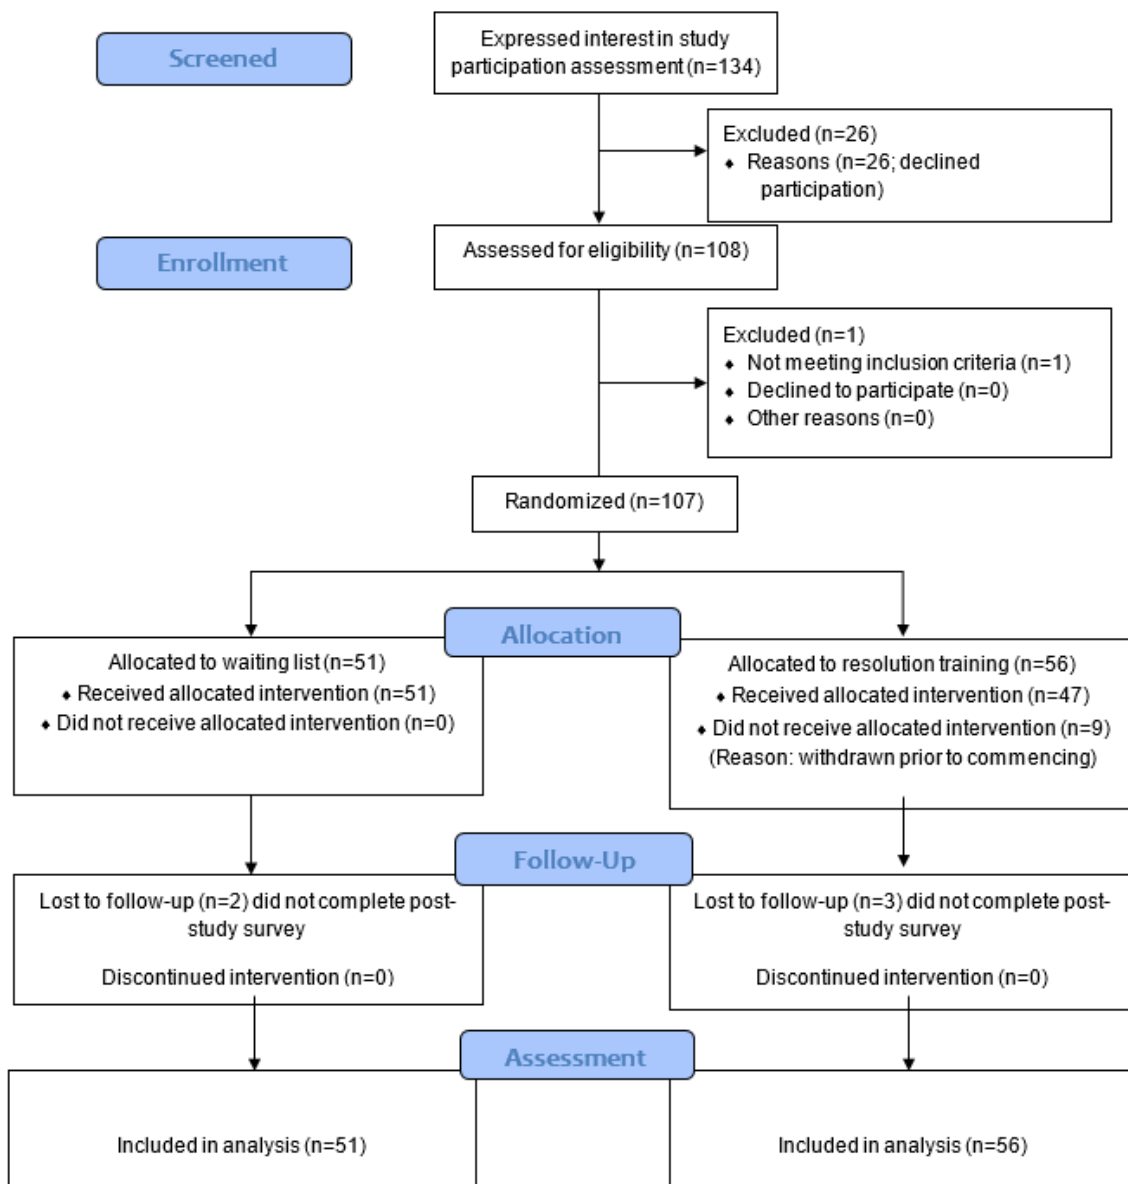 Screened
Expressed interest in study
participation assessment (n=134)
Excluded (n=26)
♦ Reasons (n=26; declined
participation)
Enrollment
Assessed for eligibility (n=108)
Excluded (n=1)
♦ Not meeting inclusion criteria (n=1)
♦ Declined to participate (n=0)
♦ Other reasons (n=0)
Randomized (n=107)
Allocation
Allocated to waiting list (n=51)
♦ Received allocated intervention (n=51)
♦ Did not receive allocated intervention (n=0)
Allocated to resolution training (n=56)
♦ Received allocated intervention (n=47)
♦ Did not receive allocated intervention (n=9)
(Reason: withdrawn prior to commencing)
Follow-Up
Lost to follow-up (n=2) did not complete post-
study survey
Discontinued intervention (n=0)
Lost to follow-up (n=3) did not complete post-
study survey
Discontinued intervention (n=0)
Assessment
Included in analysis (n=51)
Included in analysis (n=56)